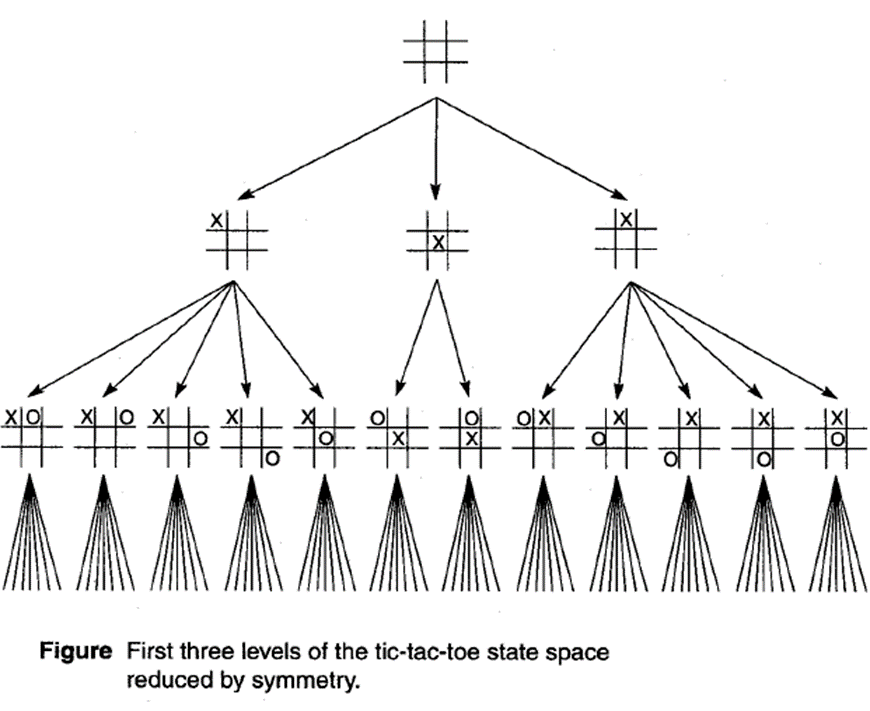 X
X
X
X O
X O
X
O
X
O
X
O
O
X
O
X
O X
X
O
X
O
X
O
X
O
Figure First three levels of the tic-tac-toe state space
reduced by symmetry.